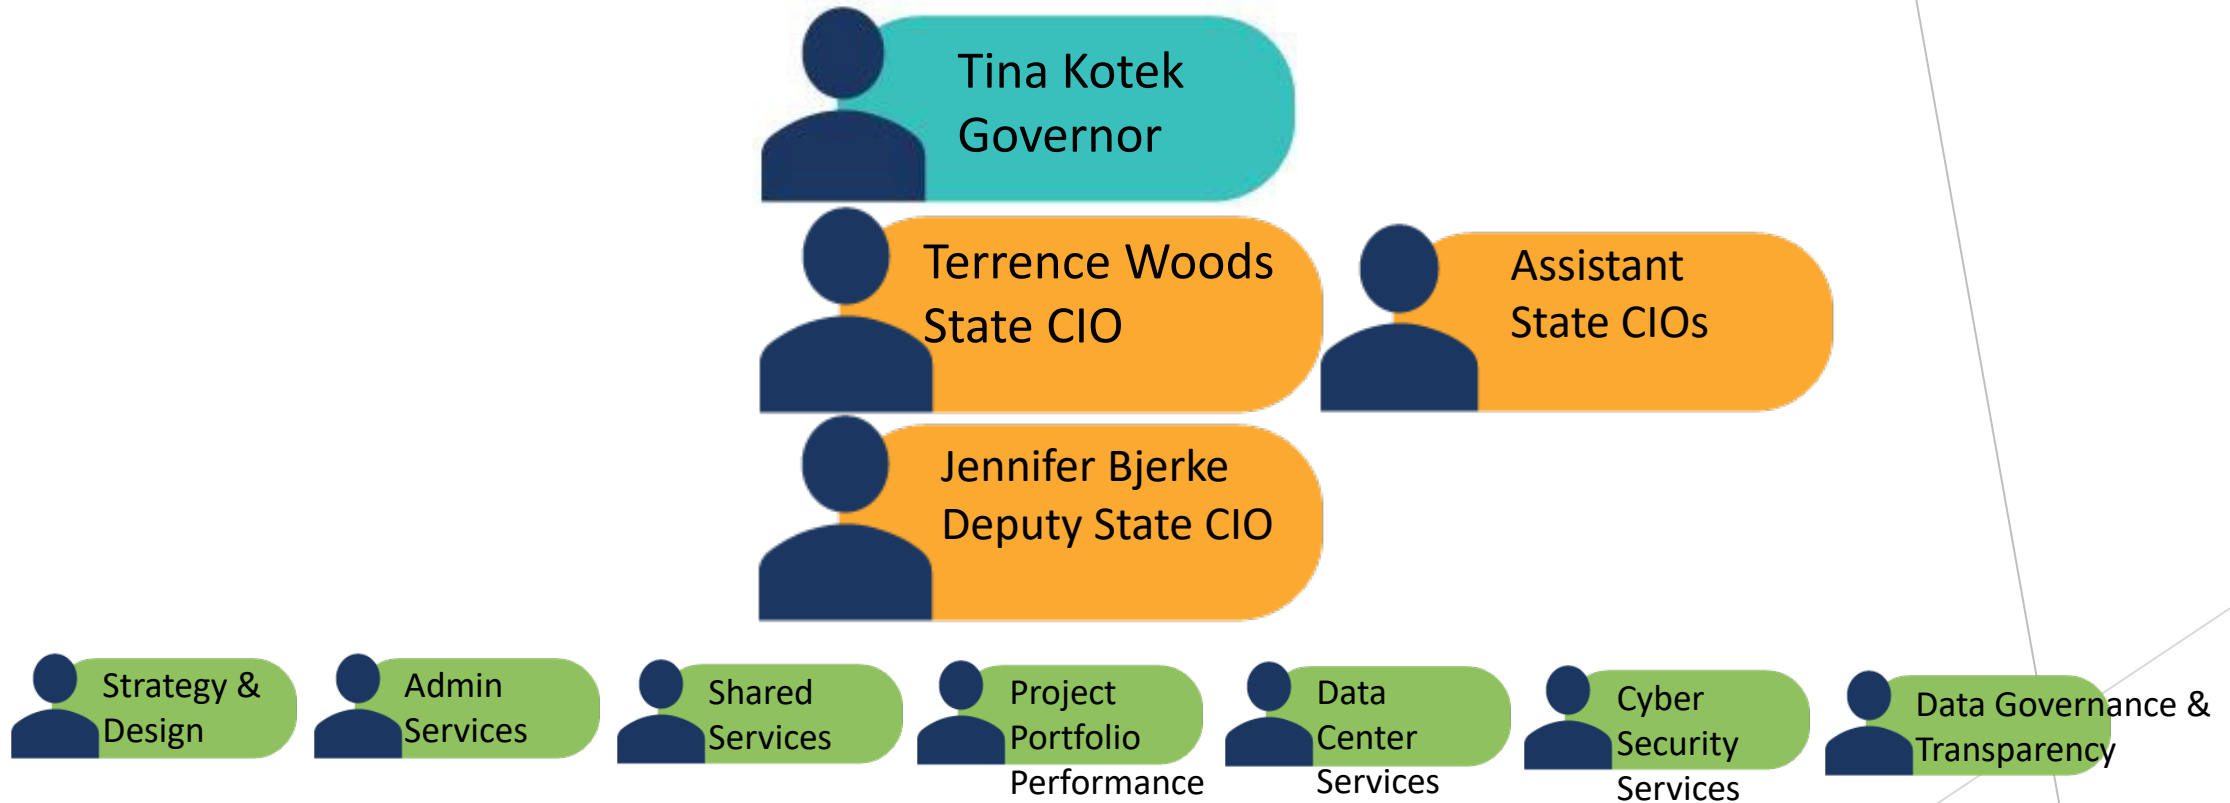 Tina Kotek
Governor
Terrence Woods
State CIO
Assistant
State CIOs
Jennifer Bjerke
Deputy State CIO
Strategy &
Design
Admin
Services
Shared
Services
Project
Portfolio
Performance
Data
Center
Services
Cyber
Security
Services
Data Governance &
Transparency